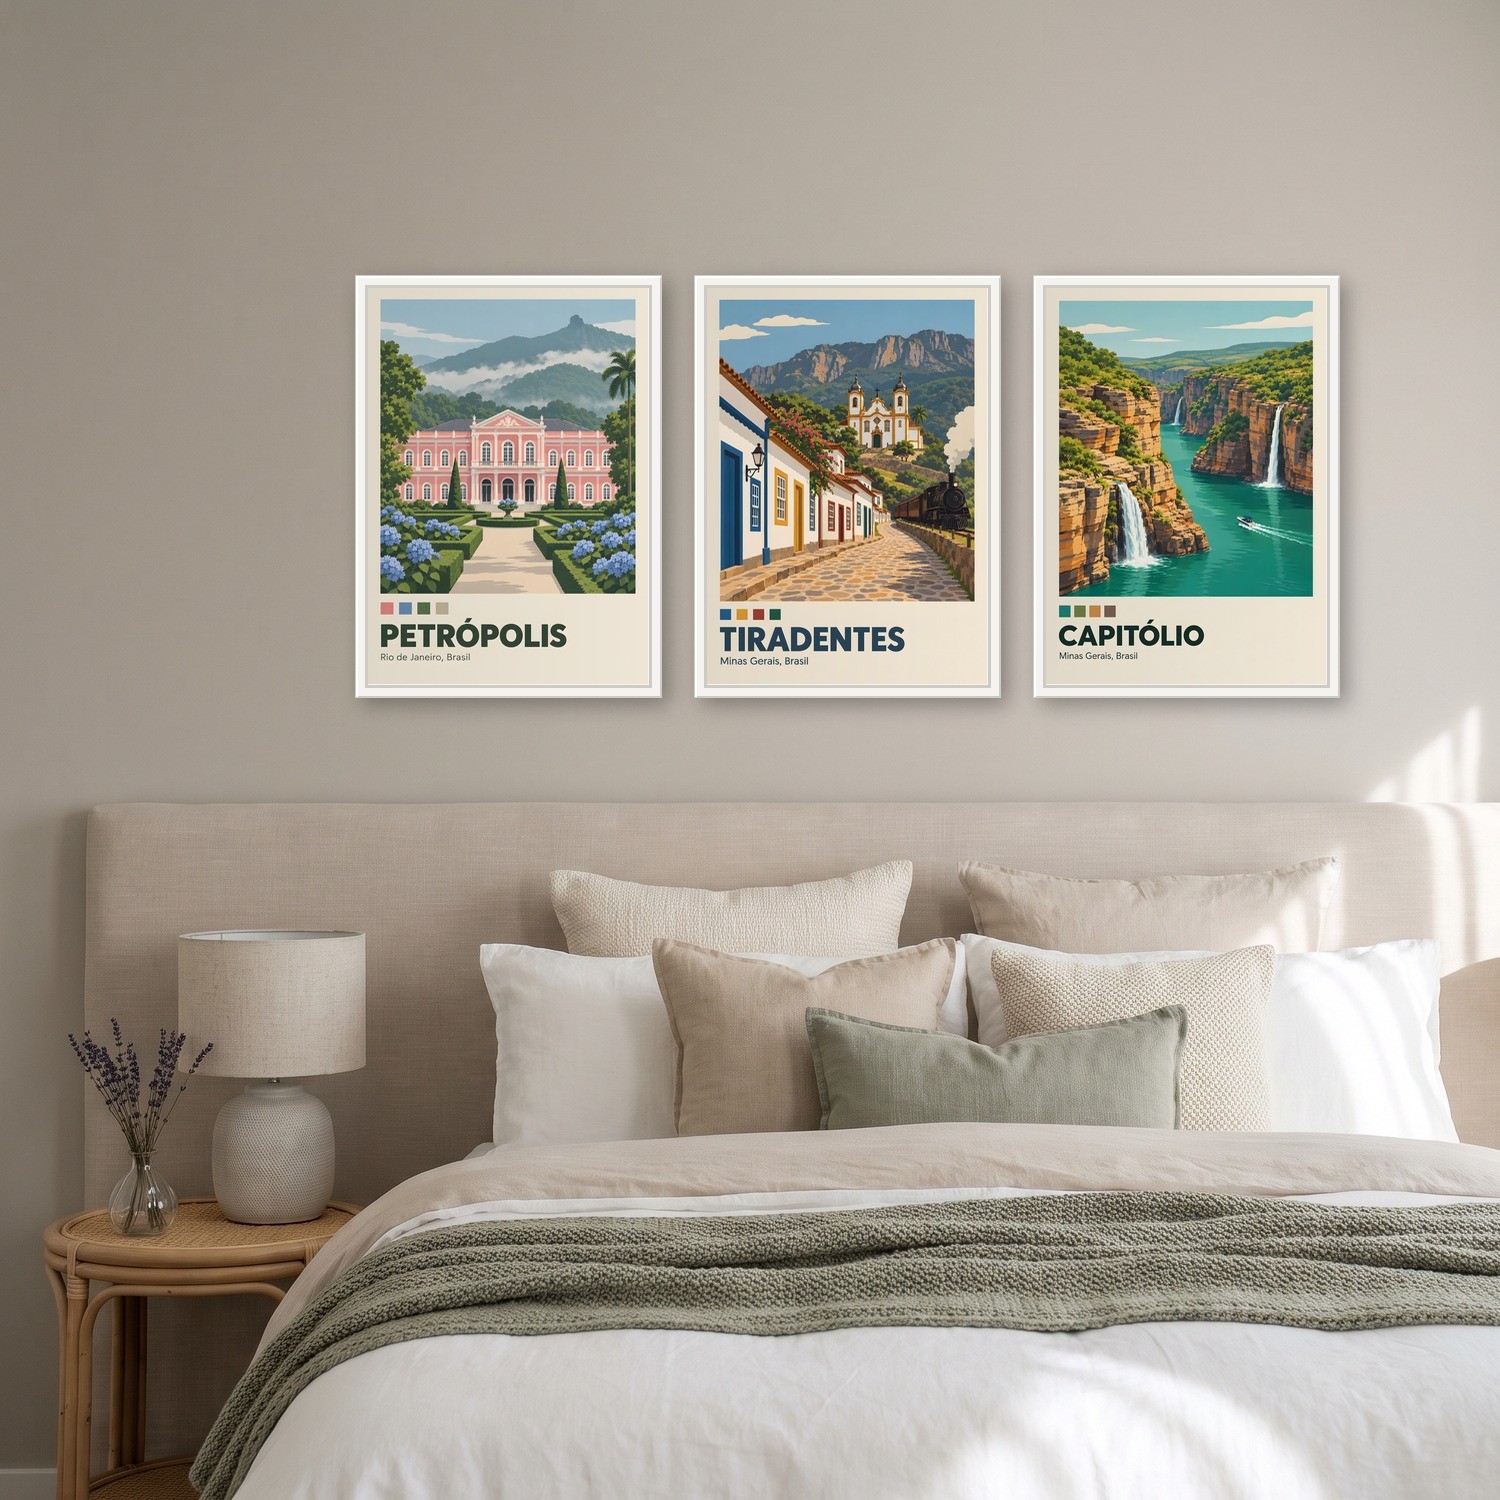 PETRÓPOLIS
Rio de Janeiro, Brasil
TIRADENTES
Minas Gerais, Brasil
CAPITÓLIO
Minas Gerais, Brasil